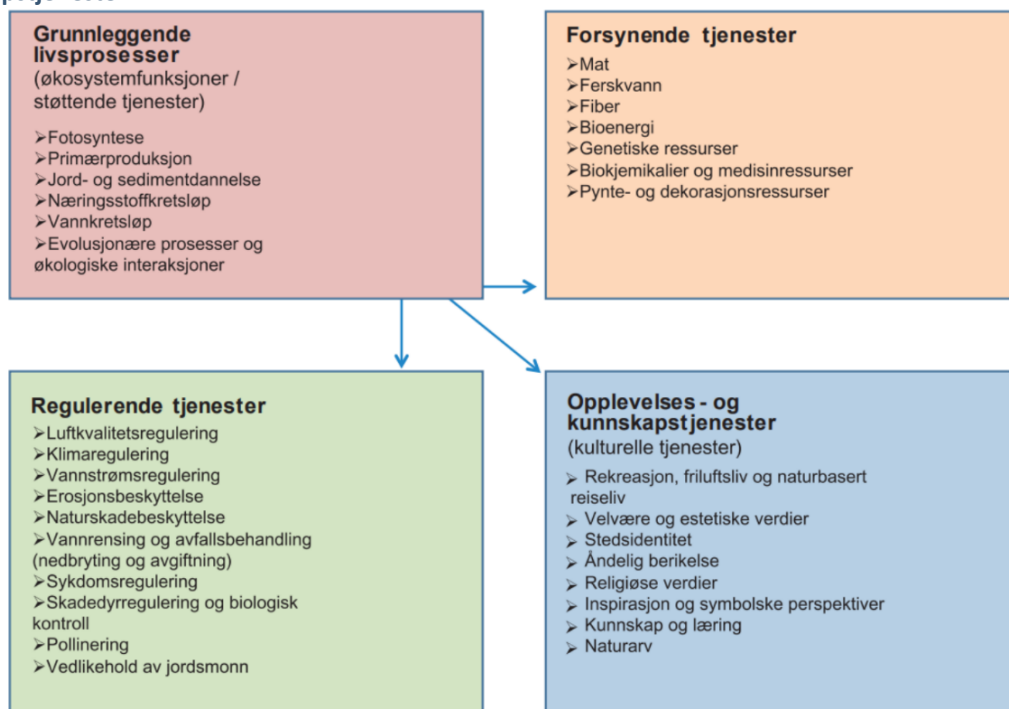 Grunnleggende
livsprosesser
(økosystemfunksjoner /
støttende tjenester)
➢Fotosyntese
➢Primærproduksjon
➢Jord- og sedimentdannelse
➢Næringsstoffkretsløp
➢Vannkretsløp
➢Evolusjonære prosesser og
økologiske interaksjoner
Forsynende tjenester
➢Mat
➢Ferskvann
➢Fiber
➢Bioenergi
➢Genetiske ressurser
➢Biokjemikalier og medisinressurser
➢Pynte- og dekorasjonsressurser
Regulerende tjenester
➢Luftkvalitetsregulering
➢Klimaregulering
➢Vannstrømsregulering
➢Erosjonsbeskyttelse
➢Naturskadebeskyttelse
➢Vannrensing og avfallsbehandling
(nedbryting og avgiftning)
➢Sykdomsregulering
➢Skadedyrregulering og biologisk
kontroll
➢Pollinering
➢Vedlikehold av jordsmonn
Opplevelses- og
kunnskapstjenester
(kulturelle tjenester)
➢ Rekreasjon, friluftsliv og naturbasert
reiseliv
➢ Velvære og estetiske verdier
➢ Stedsidentitet
➢ Åndelig berikelse
➢ Religiøse verdier
➢ Inspirasjon og symbolske perspektiver
➢ Kunnskap og læring
➢ Naturarv